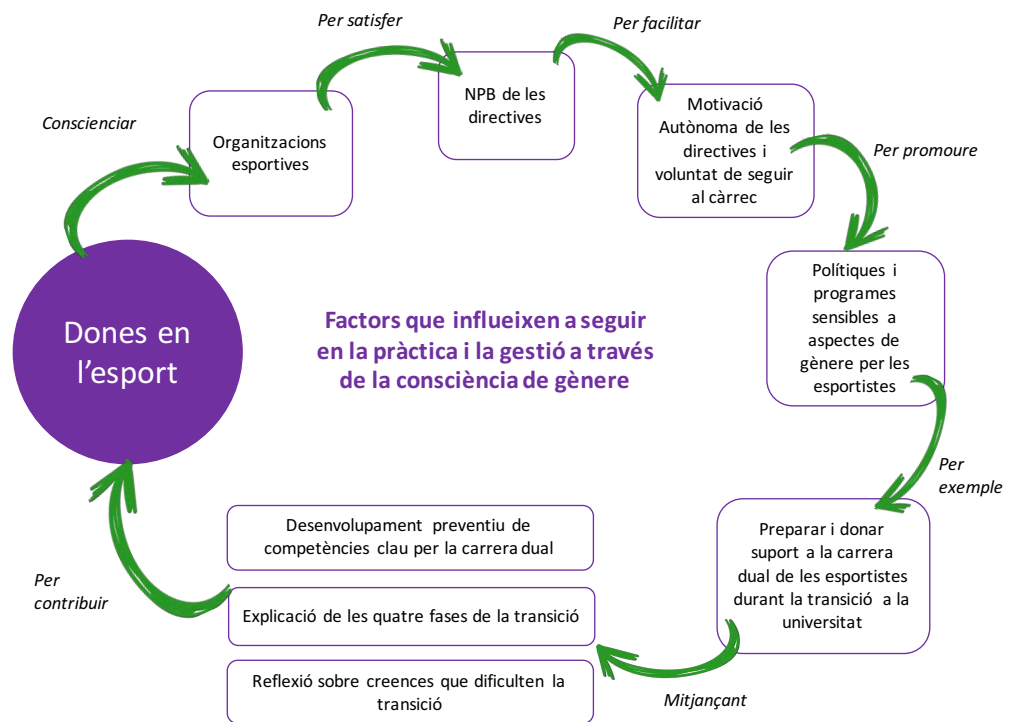 Per satisfer
Per facilitar
Conscienciar
Organitzacions
esportives
NPB de les
directives
Motivació
Autònoma de les
directives i
voluntat de seguir
al càrrec
Per promoure
Polítiques i
programes
sensibles a
aspectes de
gènere per les
esportistes
Dones en
l'esport
Factors que influeixen a seguir
en la pràctica i la gestió a través
de la consciència de gènere
Per
exemple
Preparar i donar
suport a la carrera
dual de les esportistes
durant la transició a la
universitat
Mitjançant
Desenvolupament preventiu de
competències clau per la carrera dual
Explicació de les quatre fases de la transició
Reflexió sobre creences que dificulten la
transició
Per
contribuir